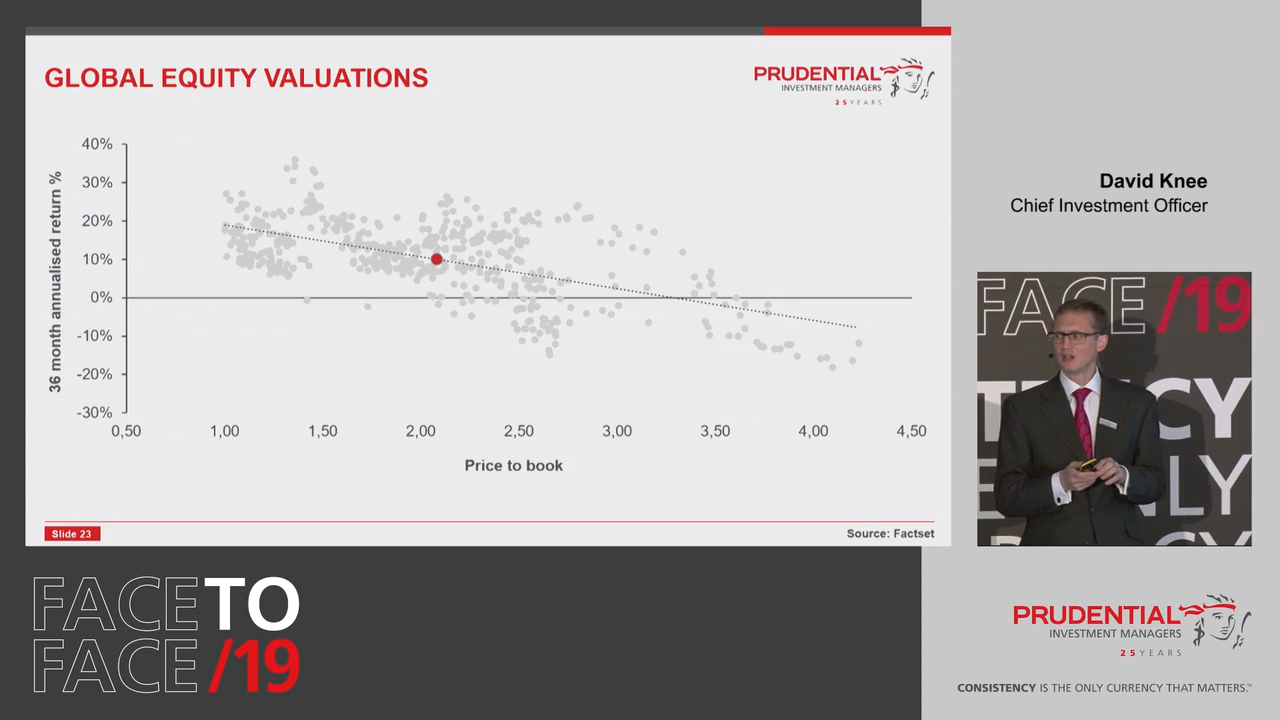 GLOBAL EQUITY VALUATIONS
PRUDENTIAL
INVESTMENT MANAGERS
25 YEARS
36 month annualised return %
40%
30%
20%
10%
0%
-10%
-20%
-30%
0,50 1,00 1,50 2,00 2,50 3,00 3,50 4,00 4,50
Price to book
Slide 23
Source: Factset
David Knee
Chief Investment Officer
FACE /19
FACE TO
FACE /19
PRUDENTIAL
INVESTMENT MANAGERS
25 YEARS
CONSISTENCY IS THE ONLY CURRENCY THAT MATTERS.™